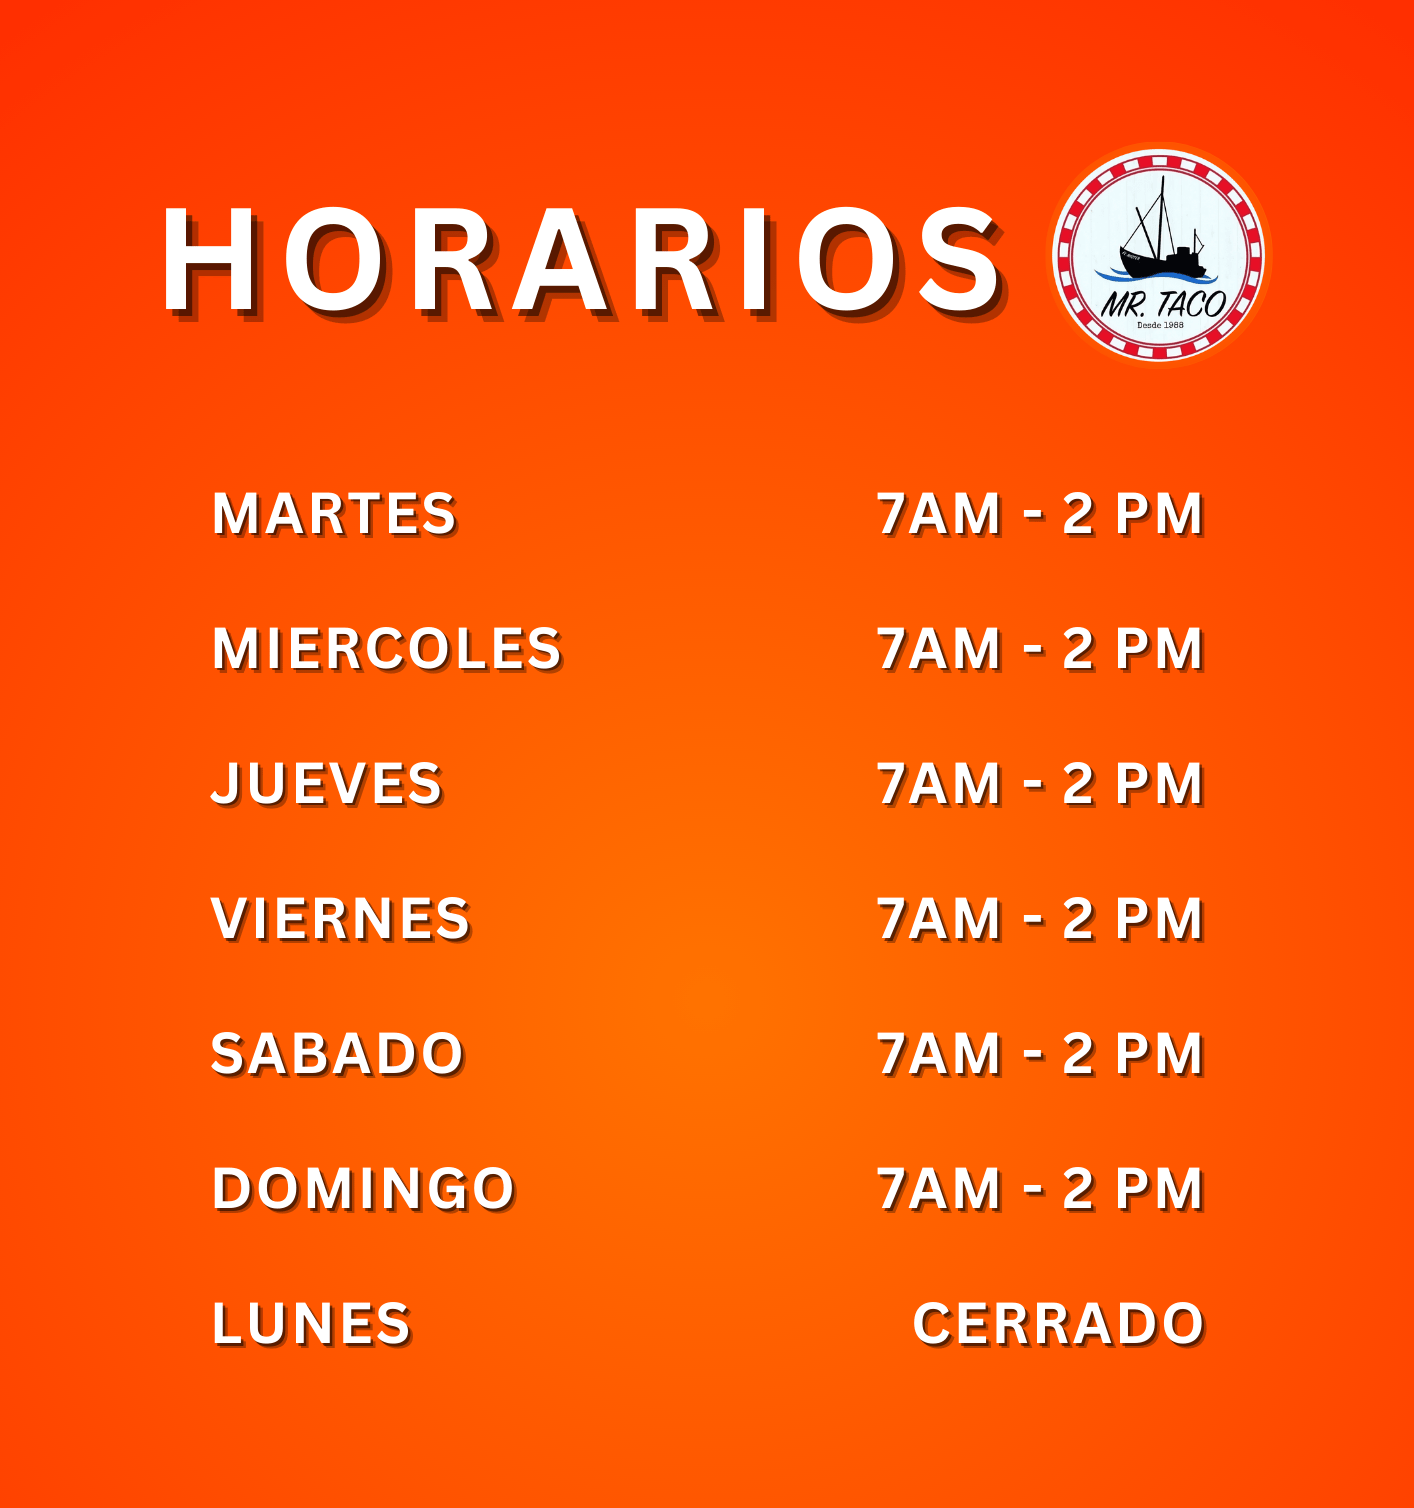 HORARIOS
MR. TACO
Desde 1988
MARTES 7AM - 2 PM
MIERCOLES 7AM - 2 PM
JUEVES 7AM - 2 PM
VIERNES 7AM - 2 PM
SABADO 7AM - 2 PM
DOMINGO 7AM - 2 PM
LUNES CERRADO